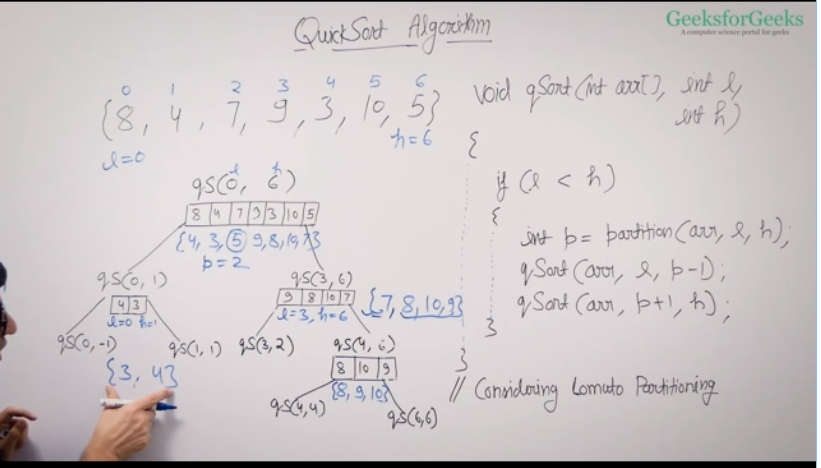 GeeksforGeeks
A computer science portal for geeks
QuickSort Algorithm
0 1 2 3 4 5 6
{8, 4, 7, 9, 3, 10, 5}
l=0 h=6
l h
qS(0, 6)
8 4 7 9 3 10 5
{4, 3, 5 9, 8, 10, 7}
p=2
qS(0, 1)
4 3
l=0 h=1
qS(0, -1)
qS(1, 1)
{3, 4}
qS(3, 6)
9 8 10 7
{7, 8, 10, 9}
l=3, h=6
qS(3, 2)
qS(4, 6)
8 10 9
{8, 9, 10}
qS(4, 4)
qS(6, 6)
void qSort(int arr[], int l,
int h)
{
if (l < h)
{
int p = partition(arr, l, h);
qSort(arr, l, p-1);
qSort(arr, p+1, h);
}
}
// Considering Lomuto Partitioning